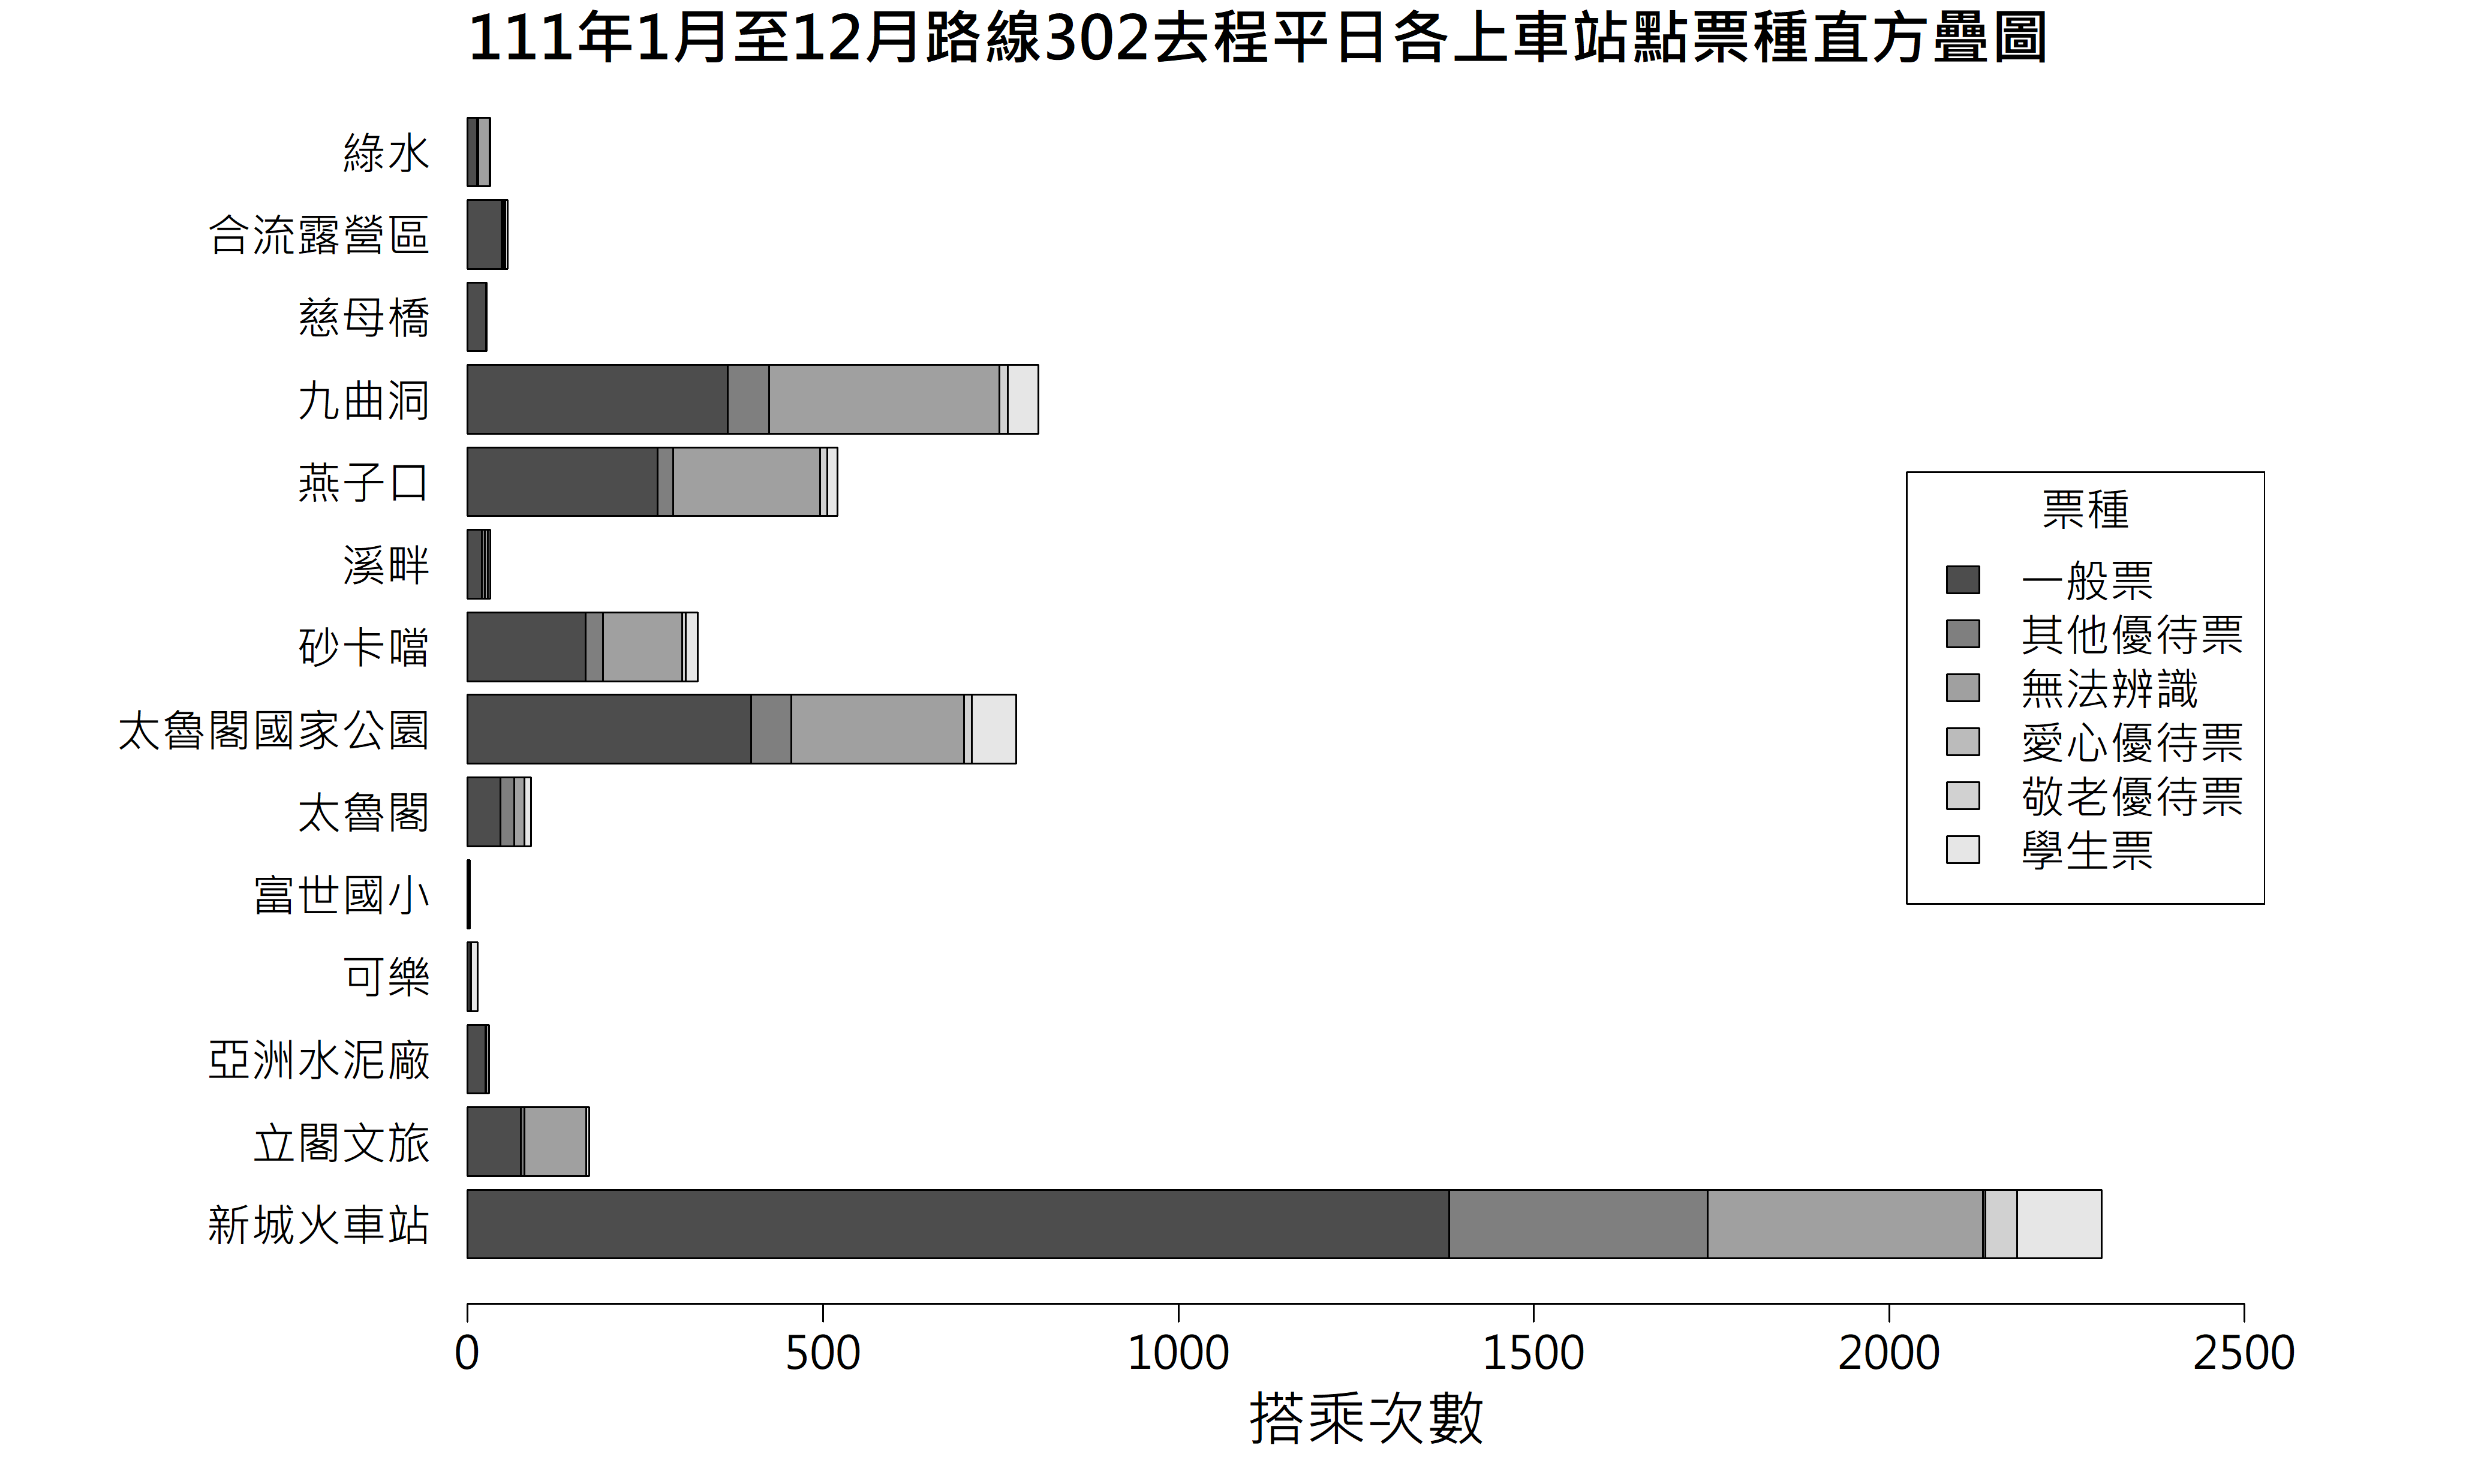 111年1月至12月路線302去程平日各上車站點票種直方疊圖
綠水
合流露營區
慈母橋
九曲洞
燕子口
溪畔
砂卡噹
太魯閣國家公園
太魯閣
富世國小
可樂
亞洲水泥廠
立閣文旅
新城火車站
票種
一般票
其他優待票
無法辨識
愛心優待票
敬老優待票
學生票
0 500 1000 1500 2000 2500
搭乘次數